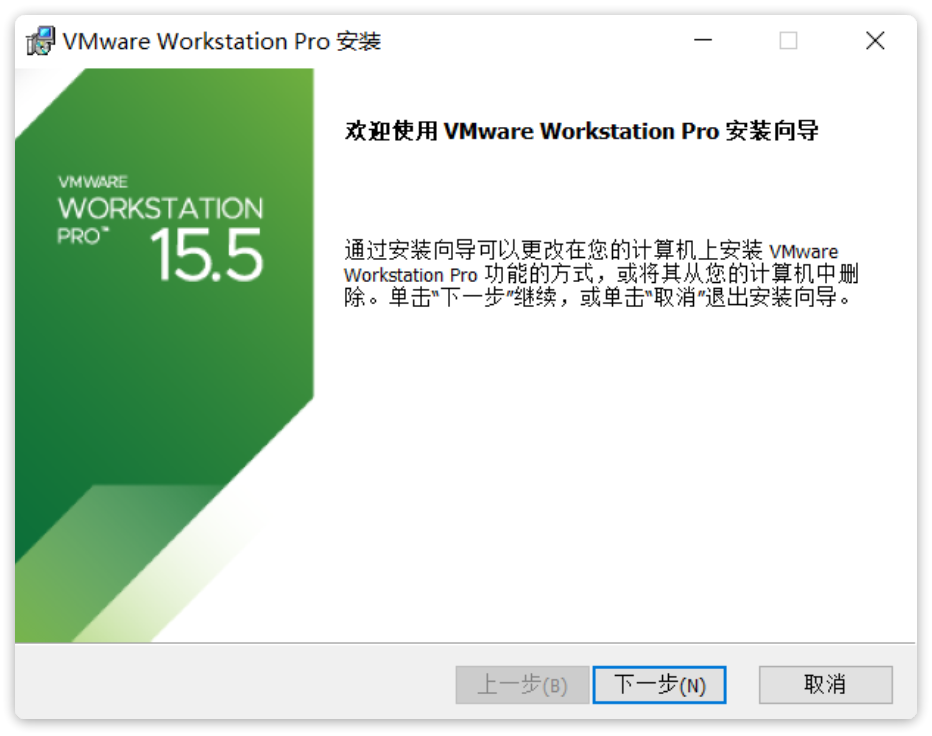 VMware Workstation Pro 安装
VMWARE
WORKSTATION
PRO™ 15.5
欢迎使用 VMware Workstation Pro 安装向导
通过安装向导可以更改在您的计算机上安装 VMware
Workstation Pro 功能的方式，或将其从您的计算机中删
除。单击“下一步”继续，或单击“取消”退出安装向导。
上一步(B)
下一步(N)
取消